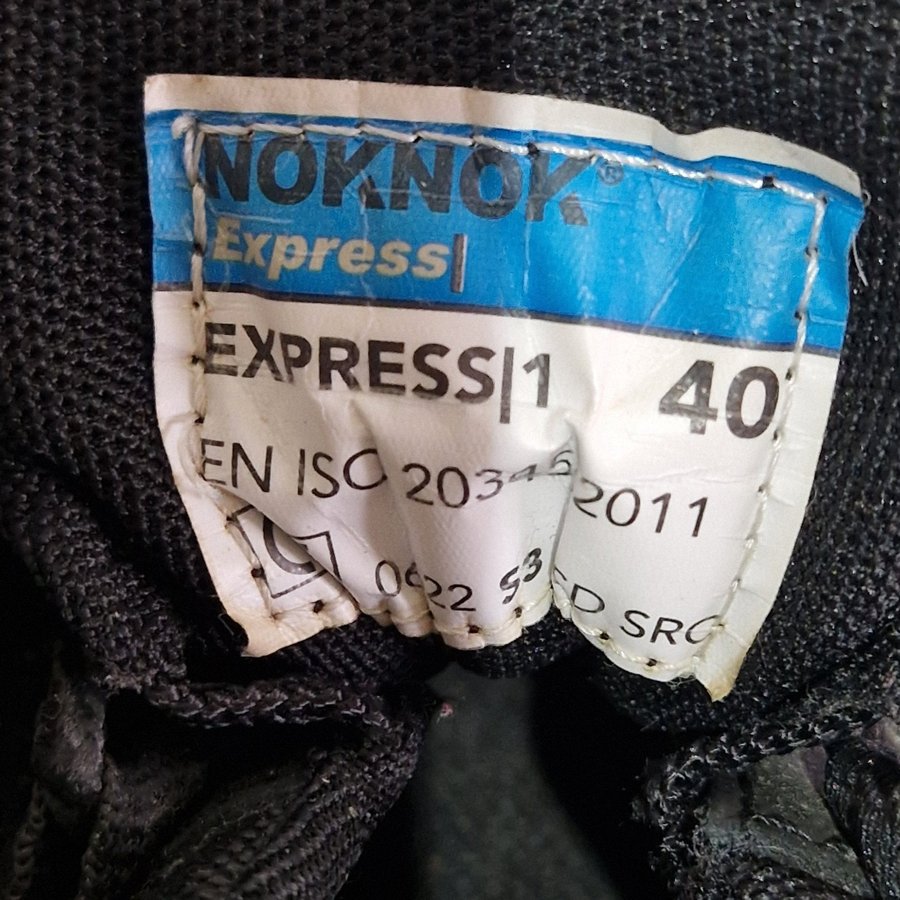 NOKNOK®
Express|
EXPRESS|1 40
EN ISO 20345 2011
C 0622 S3 SRC